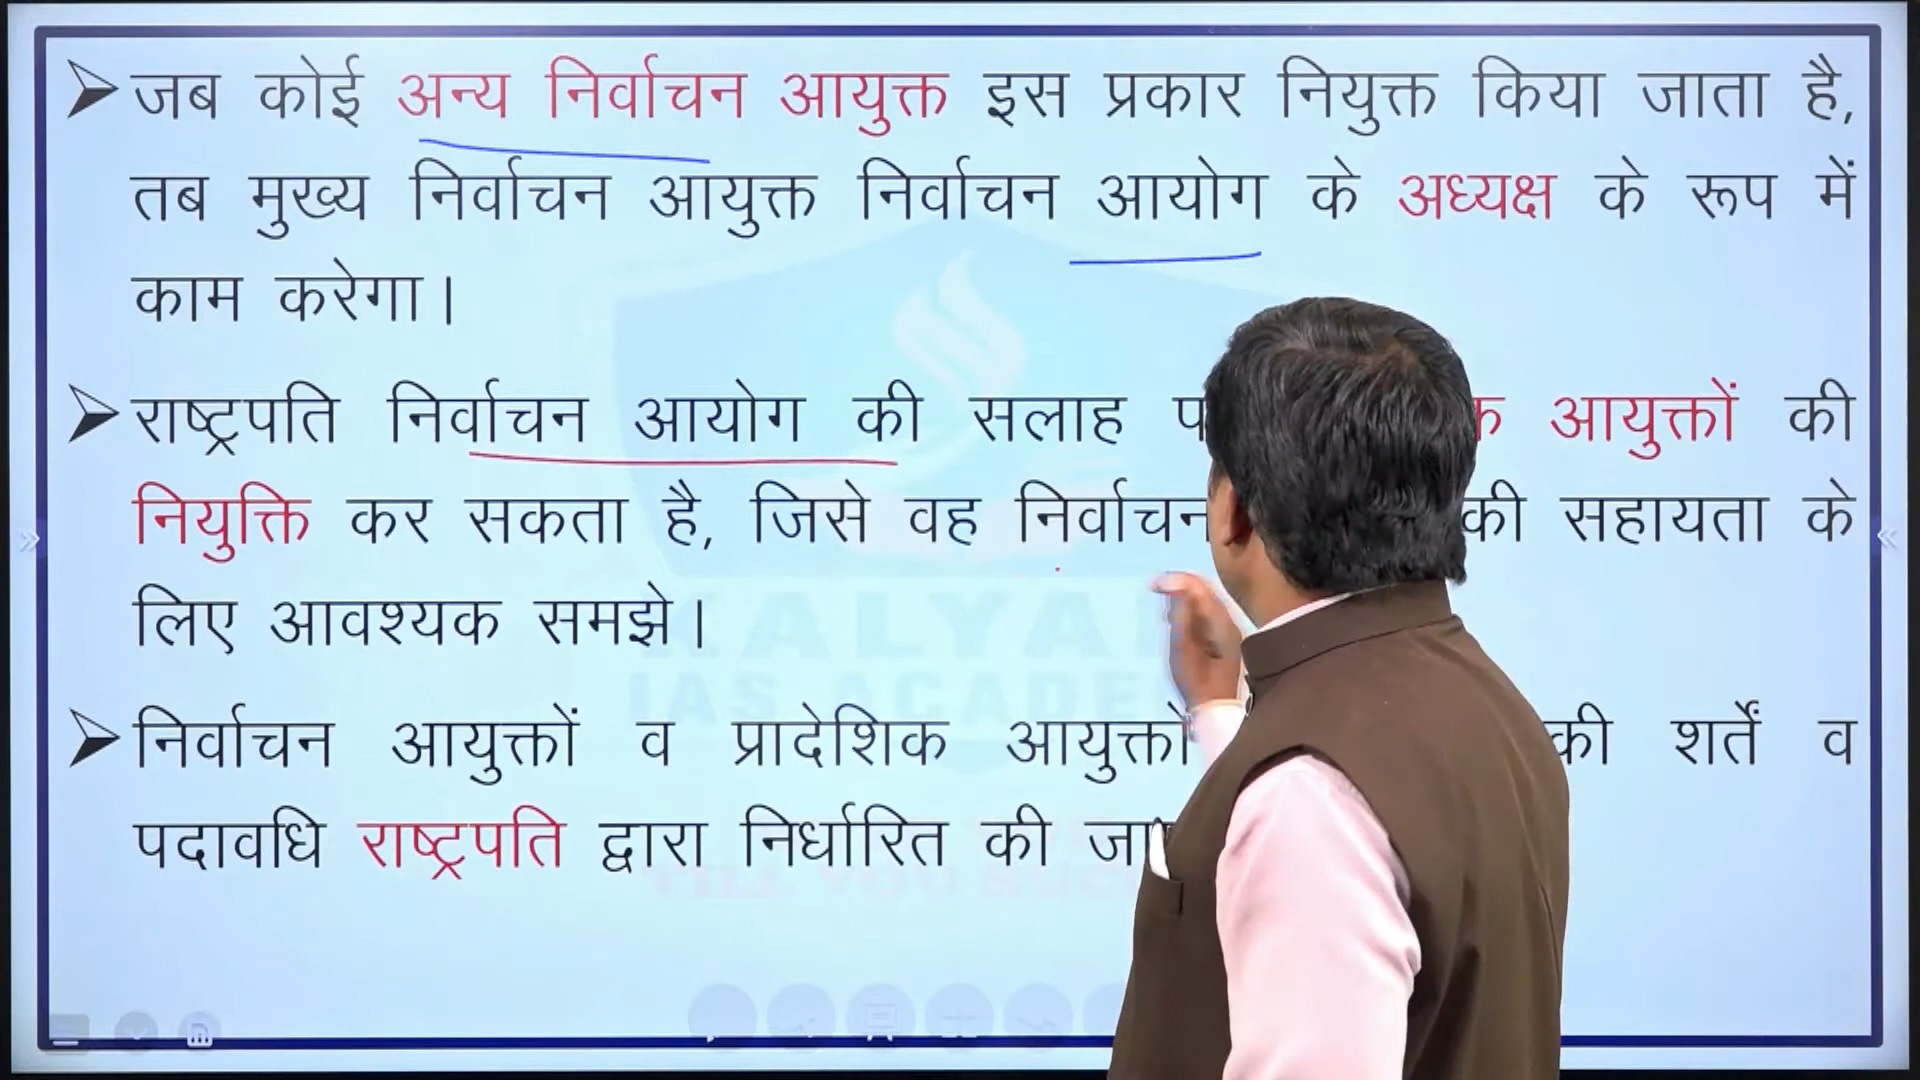 जब कोई अन्य निर्वाचन आयुक्त इस प्रकार नियुक्त किया जाता है,
तब मुख्य निर्वाचन आयुक्त निर्वाचन आयोग के अध्यक्ष के रूप में
काम करेगा।
राष्ट्रपति निर्वाचन आयोग की सलाह आयुक्तों की
नियुक्ति कर सकता है, जिसे वह निर्वाचन की सहायता के
लिए आवश्यक समझे।
निर्वाचन आयुक्तों व प्रादेशिक आयुक्तों की शर्तें व
पदावधि राष्ट्रपति द्वारा निर्धारित की